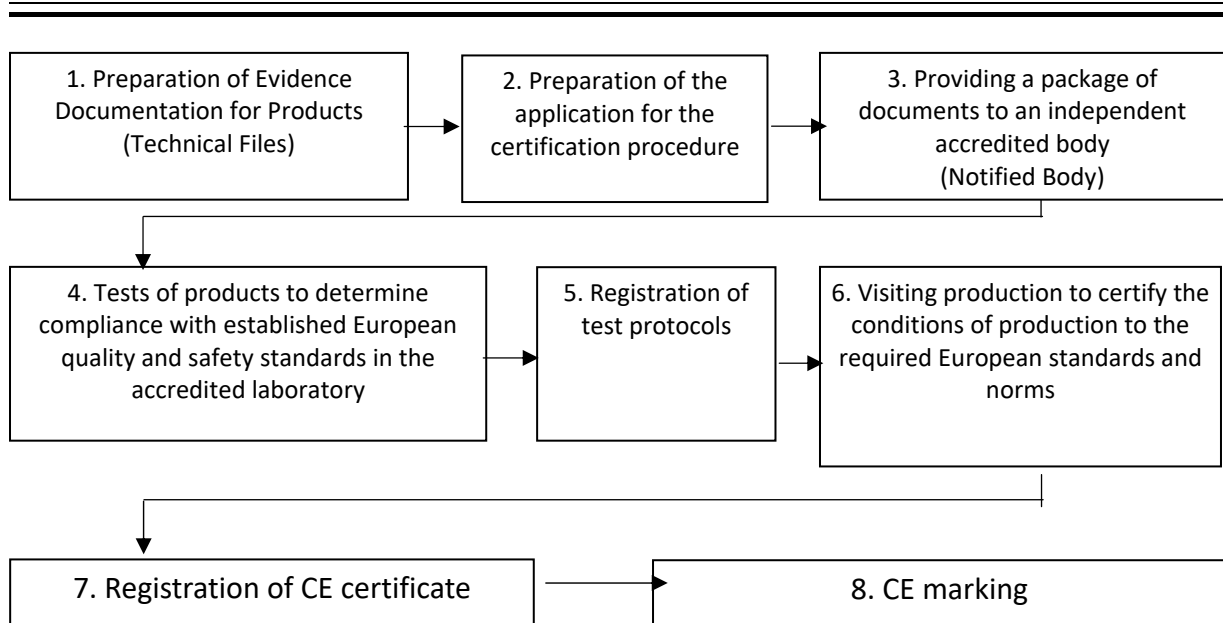 1. Preparation of Evidence
Documentation for Products
(Technical Files)
2. Preparation of the
application for the
certification procedure
3. Providing a package of
documents to an independent
accredited body
(Notified Body)
4. Tests of products to determine
compliance with established European
quality and safety standards in the
accredited laboratory
5. Registration of
test protocols
6. Visiting production to certify the
conditions of production to the
required European standards and
norms
7. Registration of CE certificate
8. CE marking